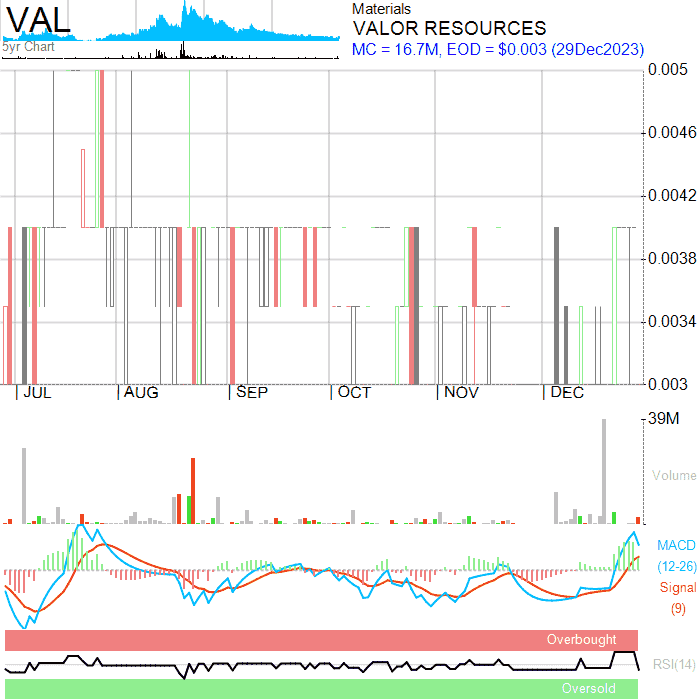 VAL
5yr Chart
Materials
VALOR RESOURCES
MC = 16.7M, EOD = $0.003 (29Dec2023)
0.005
0.0046
0.0042
0.0038
0.0034
0.003
JUL AUG SEP OCT NOV DEC
39M
Volume
MACD
(12-26)
Signal
(9)
Overbought
RSI(14)
Oversold